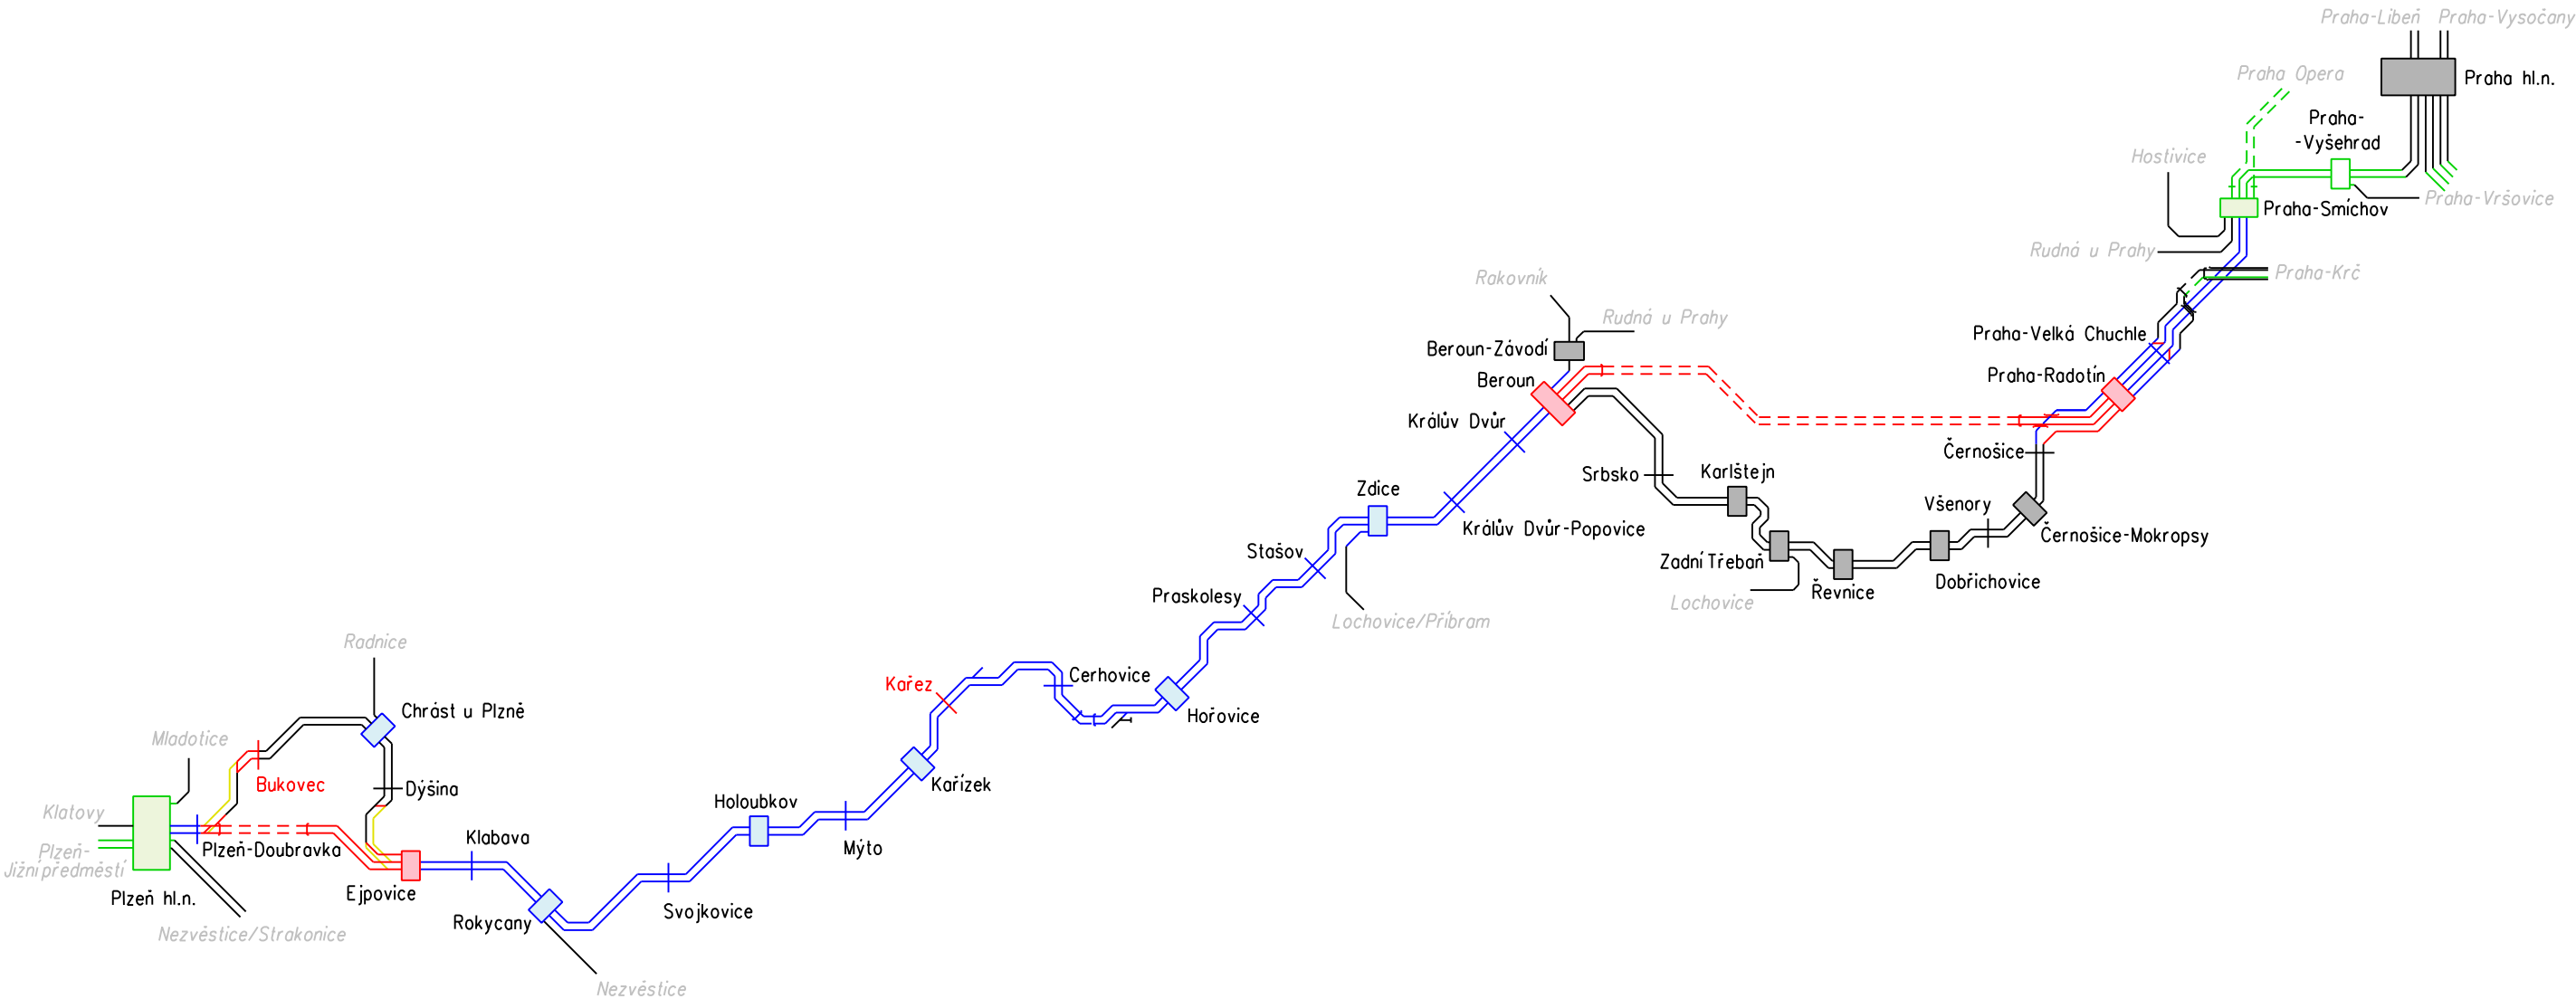 Praha-Libeň
Praha-Vysočany
Praha Opera
Praha hl.n.
Praha-
-Vyšehrad
Hostivice
Praha-Vršovice
Praha-Smíchov
Rudná u Prahy
Praha-Krč
Rakovník
Rudná u Prahy
Praha-Velká Chuchle
Beroun-Závodí
Praha-Radotín
Beroun
Králův Dvůr
Černošice
Srbsko
Karlštejn
Zdice
Všenory
Králův Dvůr-Popovice
Černošice-Mokropsy
Stašov
Zadní Třebaň
Dobřichovice
Řevnice
Praskolesy
Lochovice
Lochovice/Příbram
Radnice
Cerhovice
Kařez
Chrást u Plzně
Hořovice
Mladotice
Bukovec
Kařízek
Dýšina
Holoubkov
Klatovy
Klabava
Mýto
Plzeň-Doubravka
Plzeň-
Jižní předměstí
Ejpovice
Plzeň hl.n.
Svojkovice
Rokycany
Nezvěstice/Strakonice
Nezvěstice